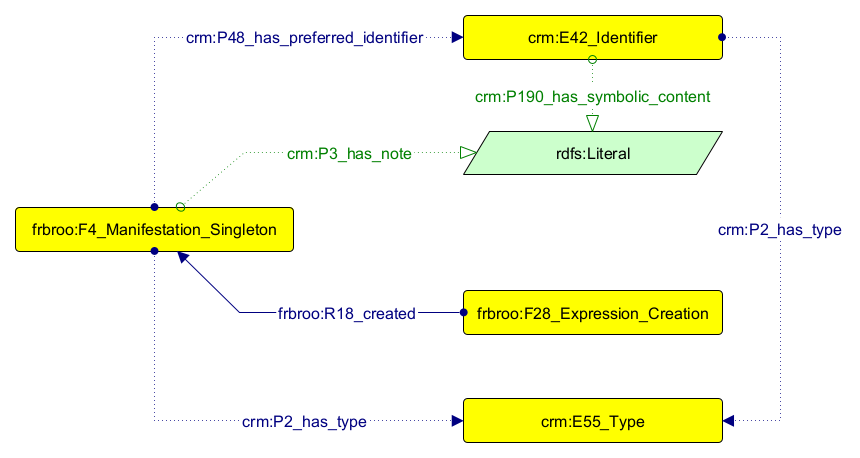 crm:P48_has_preferred_identifier
crm:E42_Identifier
crm:P190_has_symbolic_content
crm:P3_has_note
rdfs:Literal
frbroo:F4_Manifestation_Singleton
crm:P2_has_type
frbroo:R18_created
frbroo:F28_Expression_Creation
crm:P2_has_type
crm:E55_Type